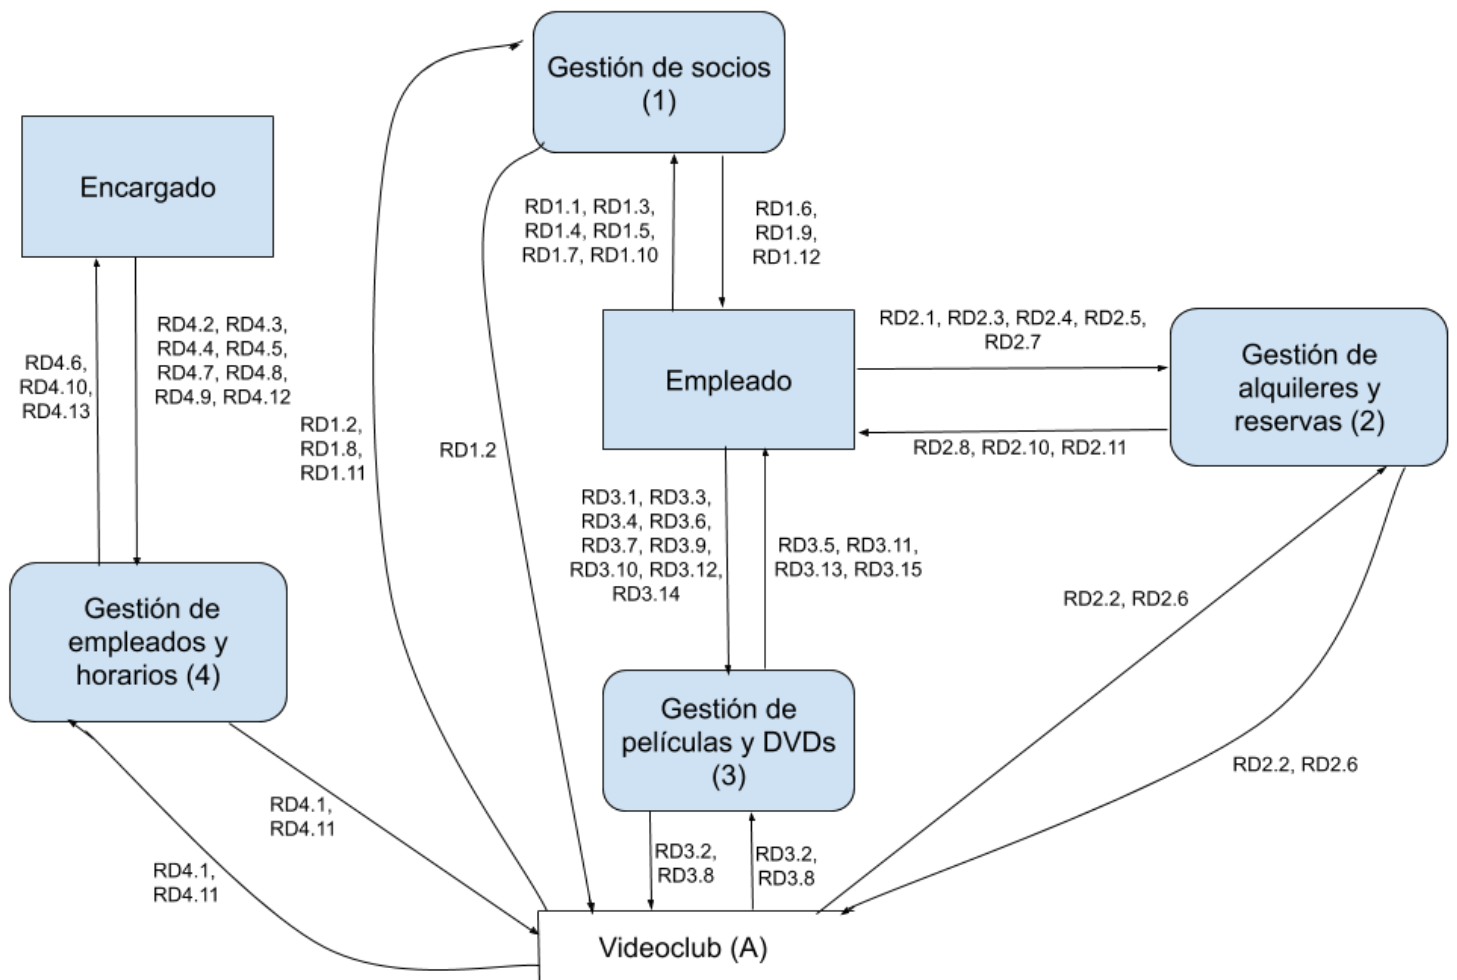 Gestión de socios
(1)
Encargado
RD1.1, RD1.3,
RD1.4, RD1.5,
RD1.7, RD1.10
RD1.6,
RD1.9,
RD1.12
RD4.2, RD4.3,
RD4.4, RD4.5,
RD4.7, RD4.8,
RD4.9, RD4.12
RD4.6,
RD4.10,
RD4.13
RD2.1, RD2.3, RD2.4, RD2.5,
RD2.7
Empleado
Gestión de
alquileres y
reservas (2)
RD1.2,
RD1.8,
RD1.11
RD1.2
RD2.8, RD2.10, RD2.11
RD3.1, RD3.3,
RD3.4, RD3.6,
RD3.7, RD3.9,
RD3.10, RD3.12,
RD3.14
RD3.5, RD3.11,
RD3.13, RD3.15
RD2.2, RD2.6
Gestión de
empleados y
horarios (4)
Gestión de
películas y DVDs
(3)
RD2.2, RD2.6
RD4.1,
RD4.11
RD4.1,
RD4.11
RD3.2,
RD3.8
RD3.2,
RD3.8
Videoclub (A)